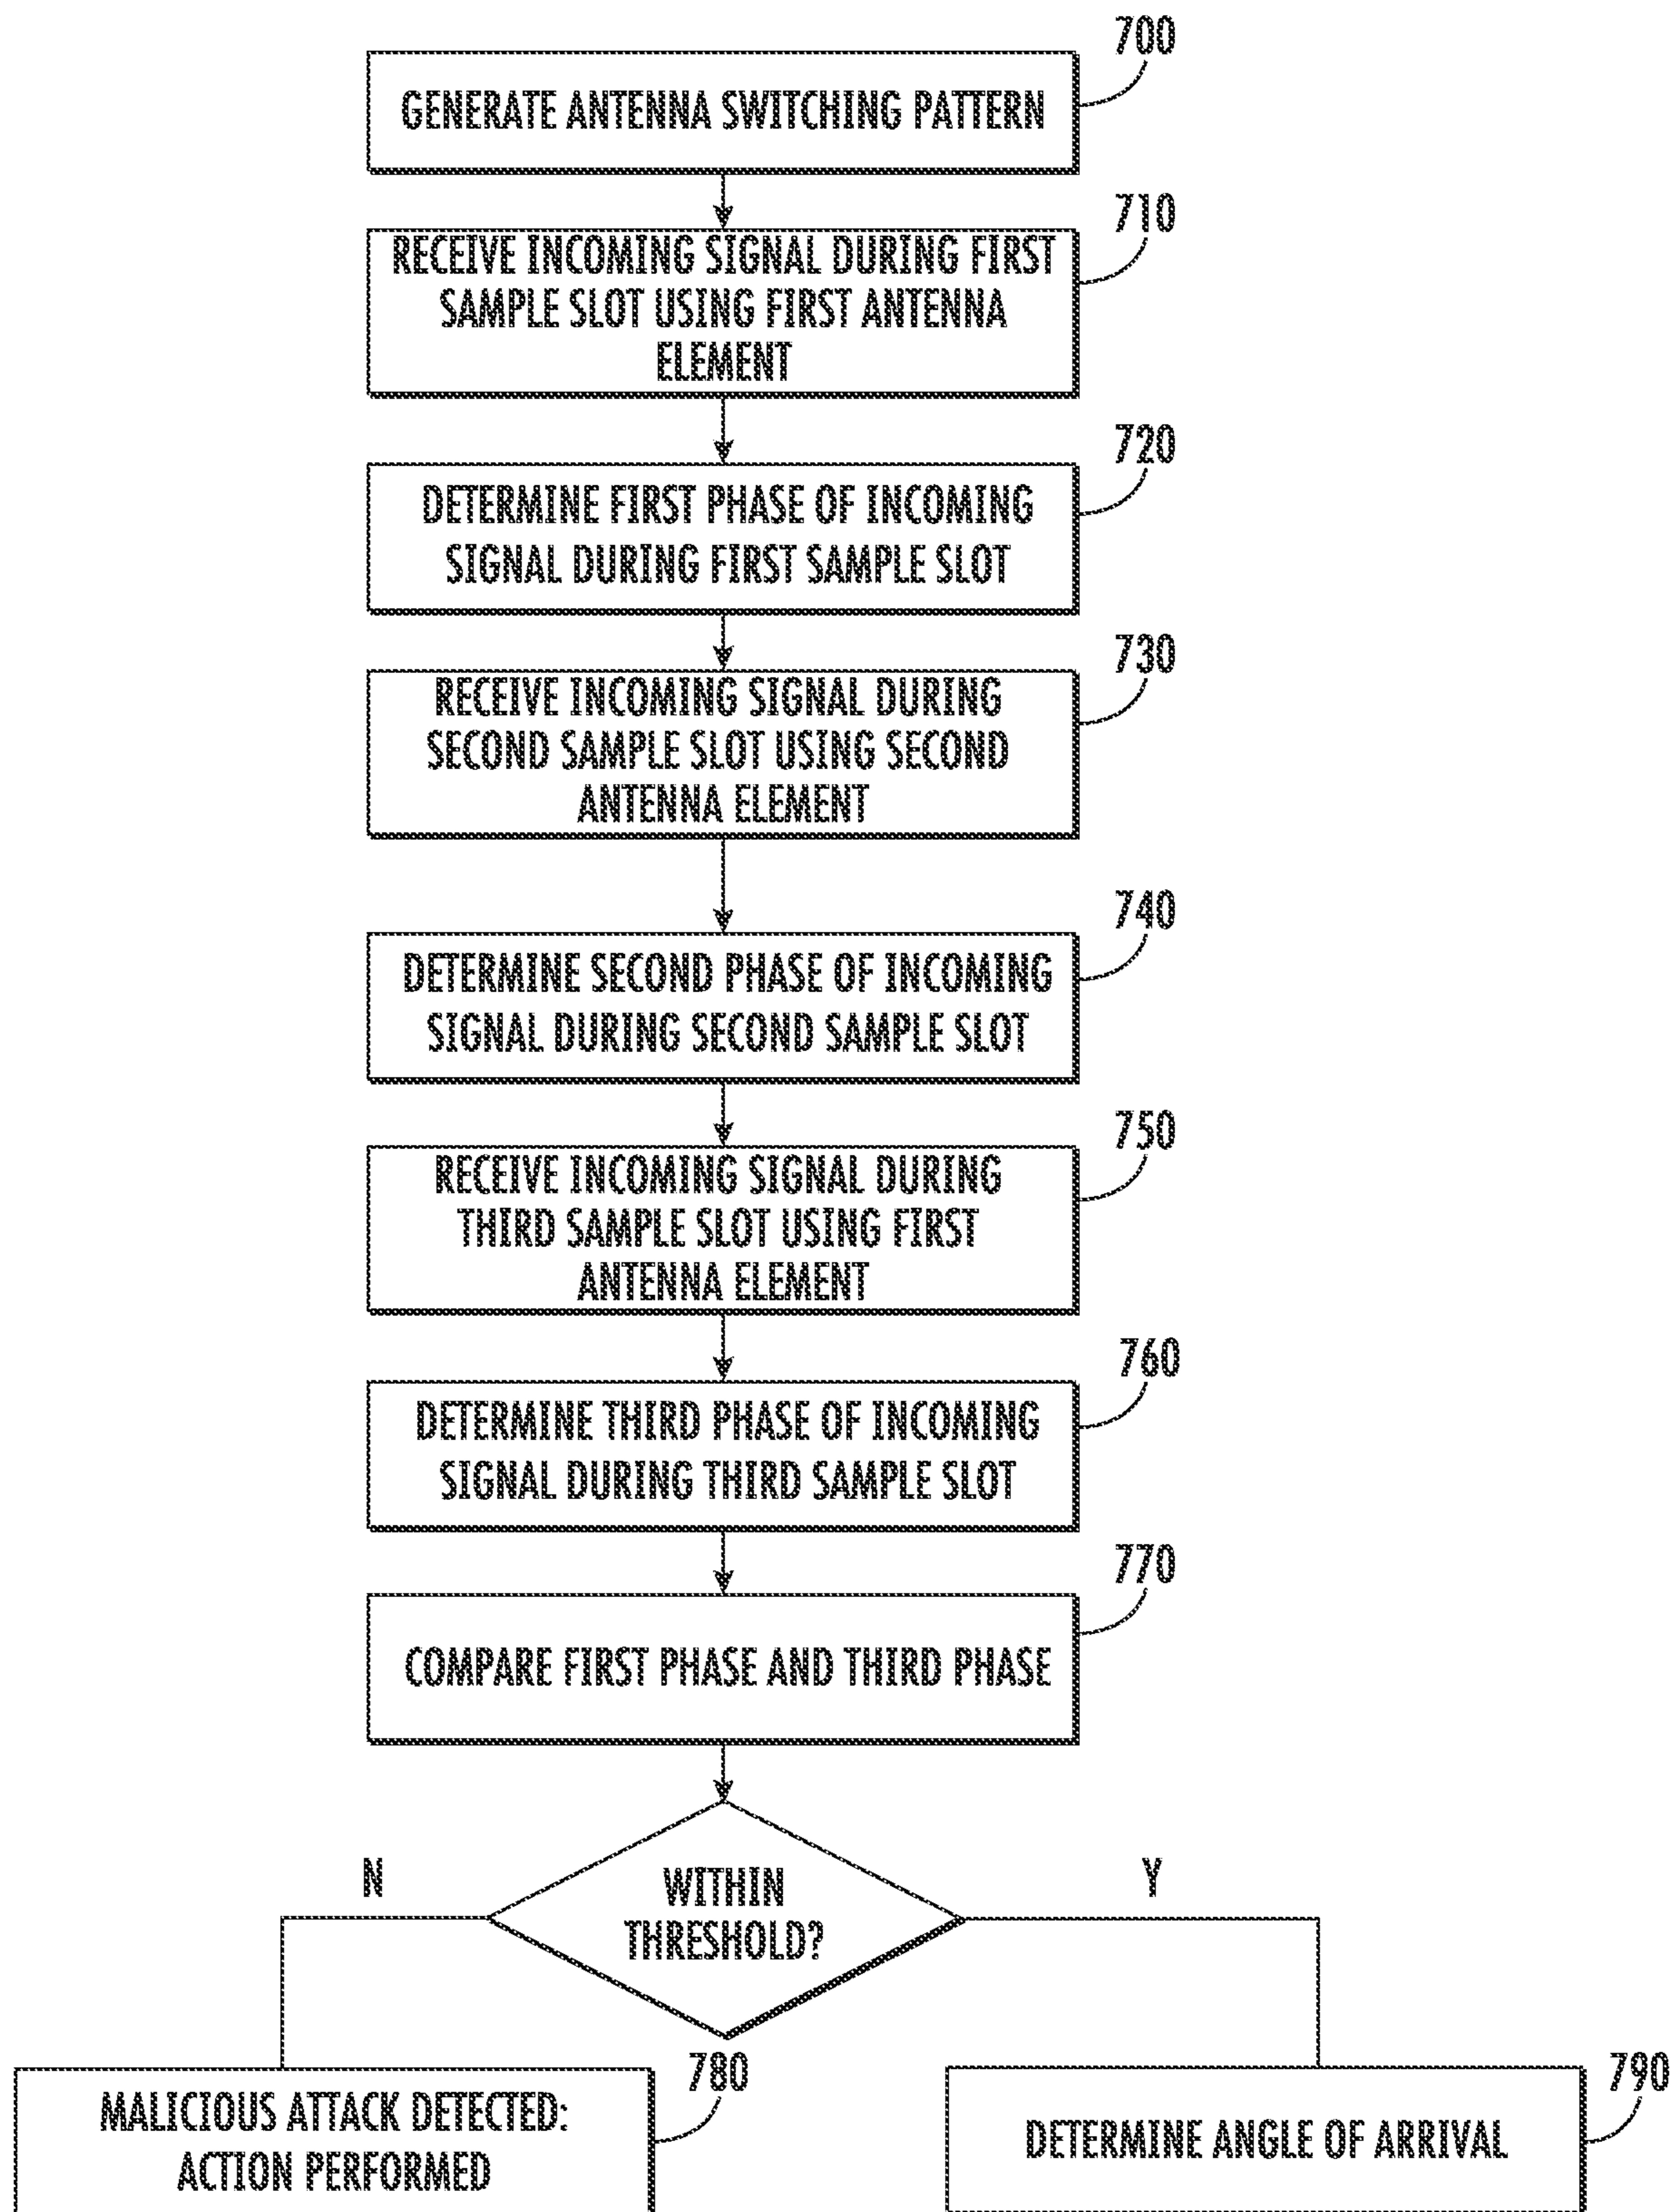 700
GENERATE ANTENNA SWITCHING PATTERN
710
RECEIVE INCOMING SIGNAL DURING FIRST
SAMPLE SLOT USING FIRST ANTENNA
ELEMENT
720
DETERMINE FIRST PHASE OF INCOMING
SIGNAL DURING FIRST SAMPLE SLOT
730
RECEIVE INCOMING SIGNAL DURING
SECOND SAMPLE SLOT USING SECOND
ANTENNA ELEMENT
740
DETERMINE SECOND PHASE OF INCOMING
SIGNAL DURING SECOND SAMPLE SLOT
750
RECEIVE INCOMING SIGNAL DURING
THIRD SAMPLE SLOT USING FIRST
ANTENNA ELEMENT
760
DETERMINE THIRD PHASE OF INCOMING
SIGNAL DURING THIRD SAMPLE SLOT
770
COMPARE FIRST PHASE AND THIRD PHASE
N
WITHIN
THRESHOLD?
Y
780
MALICIOUS ATTACK DETECTED:
ACTION PERFORMED
790
DETERMINE ANGLE OF ARRIVAL